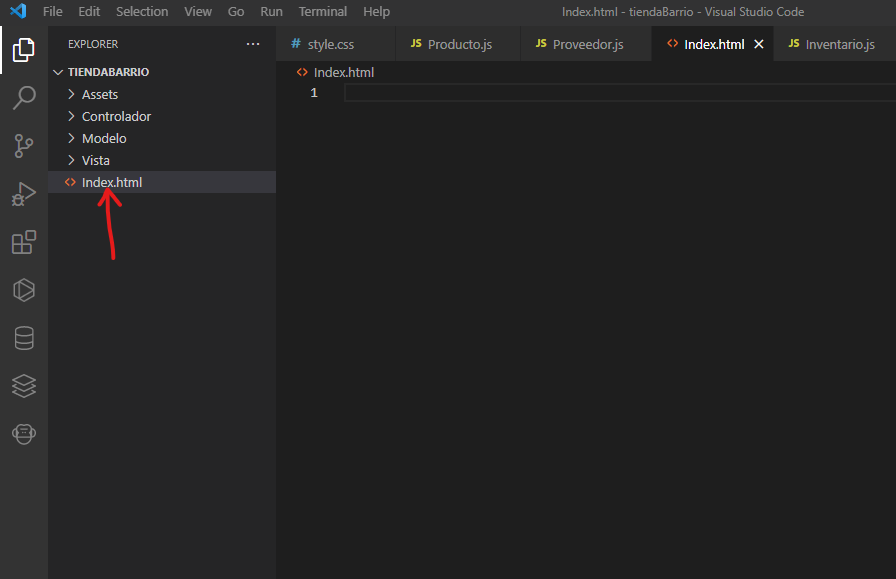 File Edit Selection View Go Run Terminal Help Index.html - tiendaBarrio - Visual Studio Code
EXPLORER ...
# style.css JS Producto.js JS Proveedor.js <> Index.html JS Inventario.js
TIENDABARRIO
<> Index.html
Assets
1
Controlador
Modelo
Vista
<> Index.html